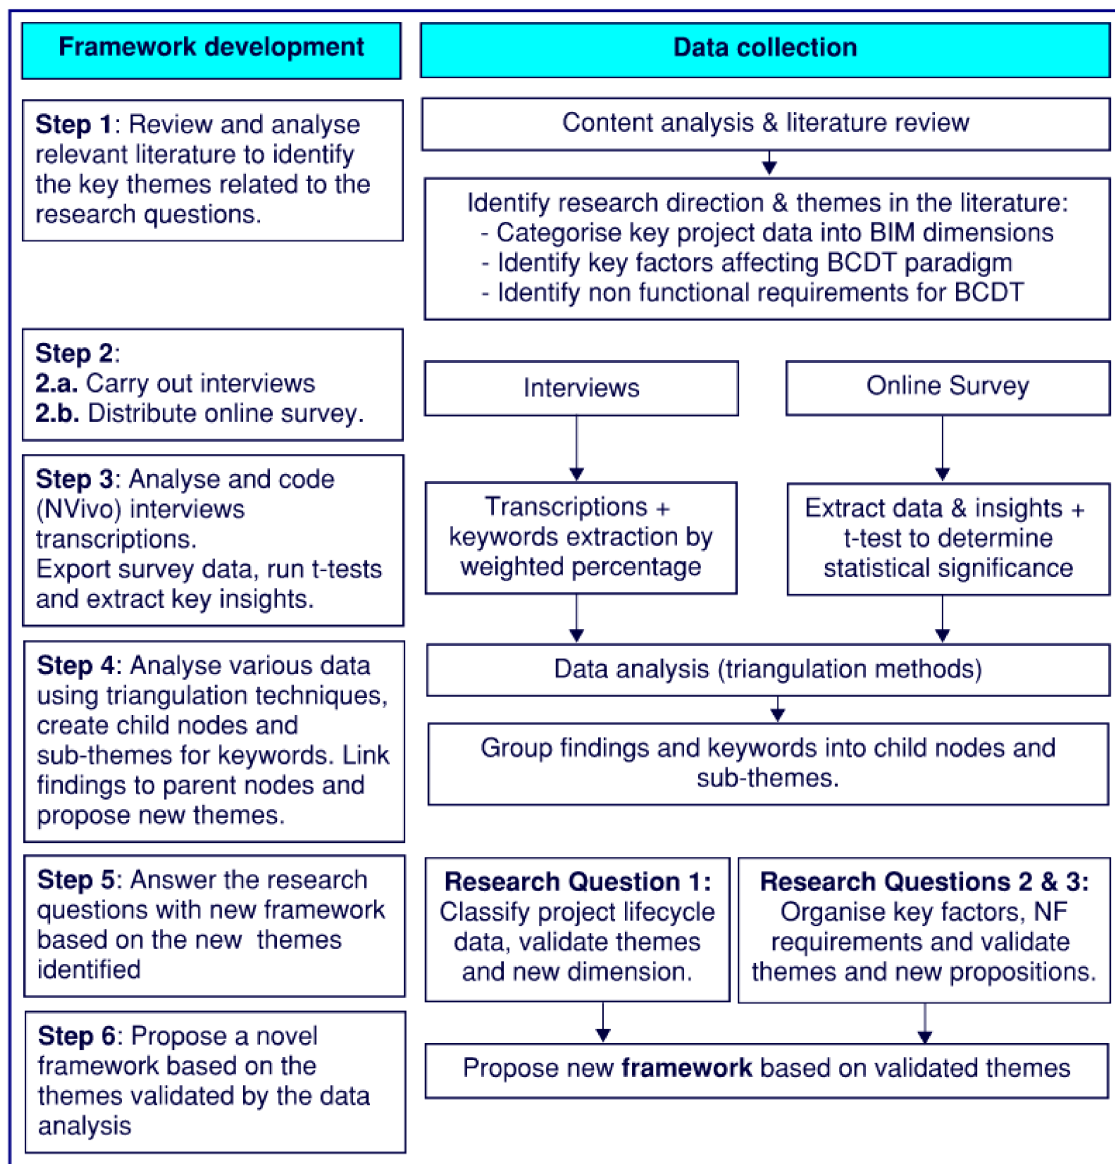 Framework development
Data collection
Step 1: Review and analyse
relevant literature to identify
the key themes related to the
research questions.
Content analysis & literature review
Identify research direction & themes in the literature:
- Categorise key project data into BIM dimensions
- Identify key factors affecting BCDT paradigm
- Identify non functional requirements for BCDT
Step 2:
2.a. Carry out interviews
2.b. Distribute online survey.
Interviews
Online Survey
Step 3: Analyse and code
(NVivo) interviews
transcriptions.
Export survey data, run t-tests
and extract key insights.
Transcriptions +
keywords extraction by
weighted percentage
Extract data & insights +
t-test to determine
statistical significance
Step 4: Analyse various data
using triangulation techniques,
create child nodes and
sub-themes for keywords. Link
findings to parent nodes and
propose new themes.
Data analysis (triangulation methods)
Group findings and keywords into child nodes and
sub-themes.
Step 5: Answer the research
questions with new framework
based on the new themes
identified
Research Question 1:
Classify project lifecycle
data, validate themes
and new dimension.
Research Questions 2 & 3:
Organise key factors, NF
requirements and validate
themes and new propositions.
Step 6: Propose a novel
framework based on the
themes validated by the data
analysis
Propose new framework based on validated themes